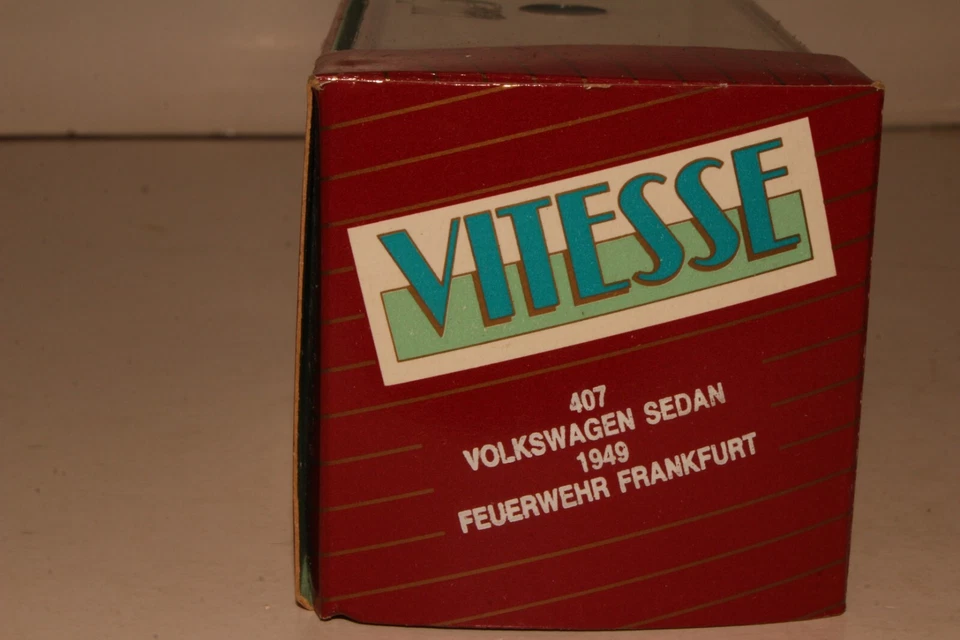 VITESSE
407
VOLKSWAGEN SEDAN
1949
FEUERWEHR FRANKFURT